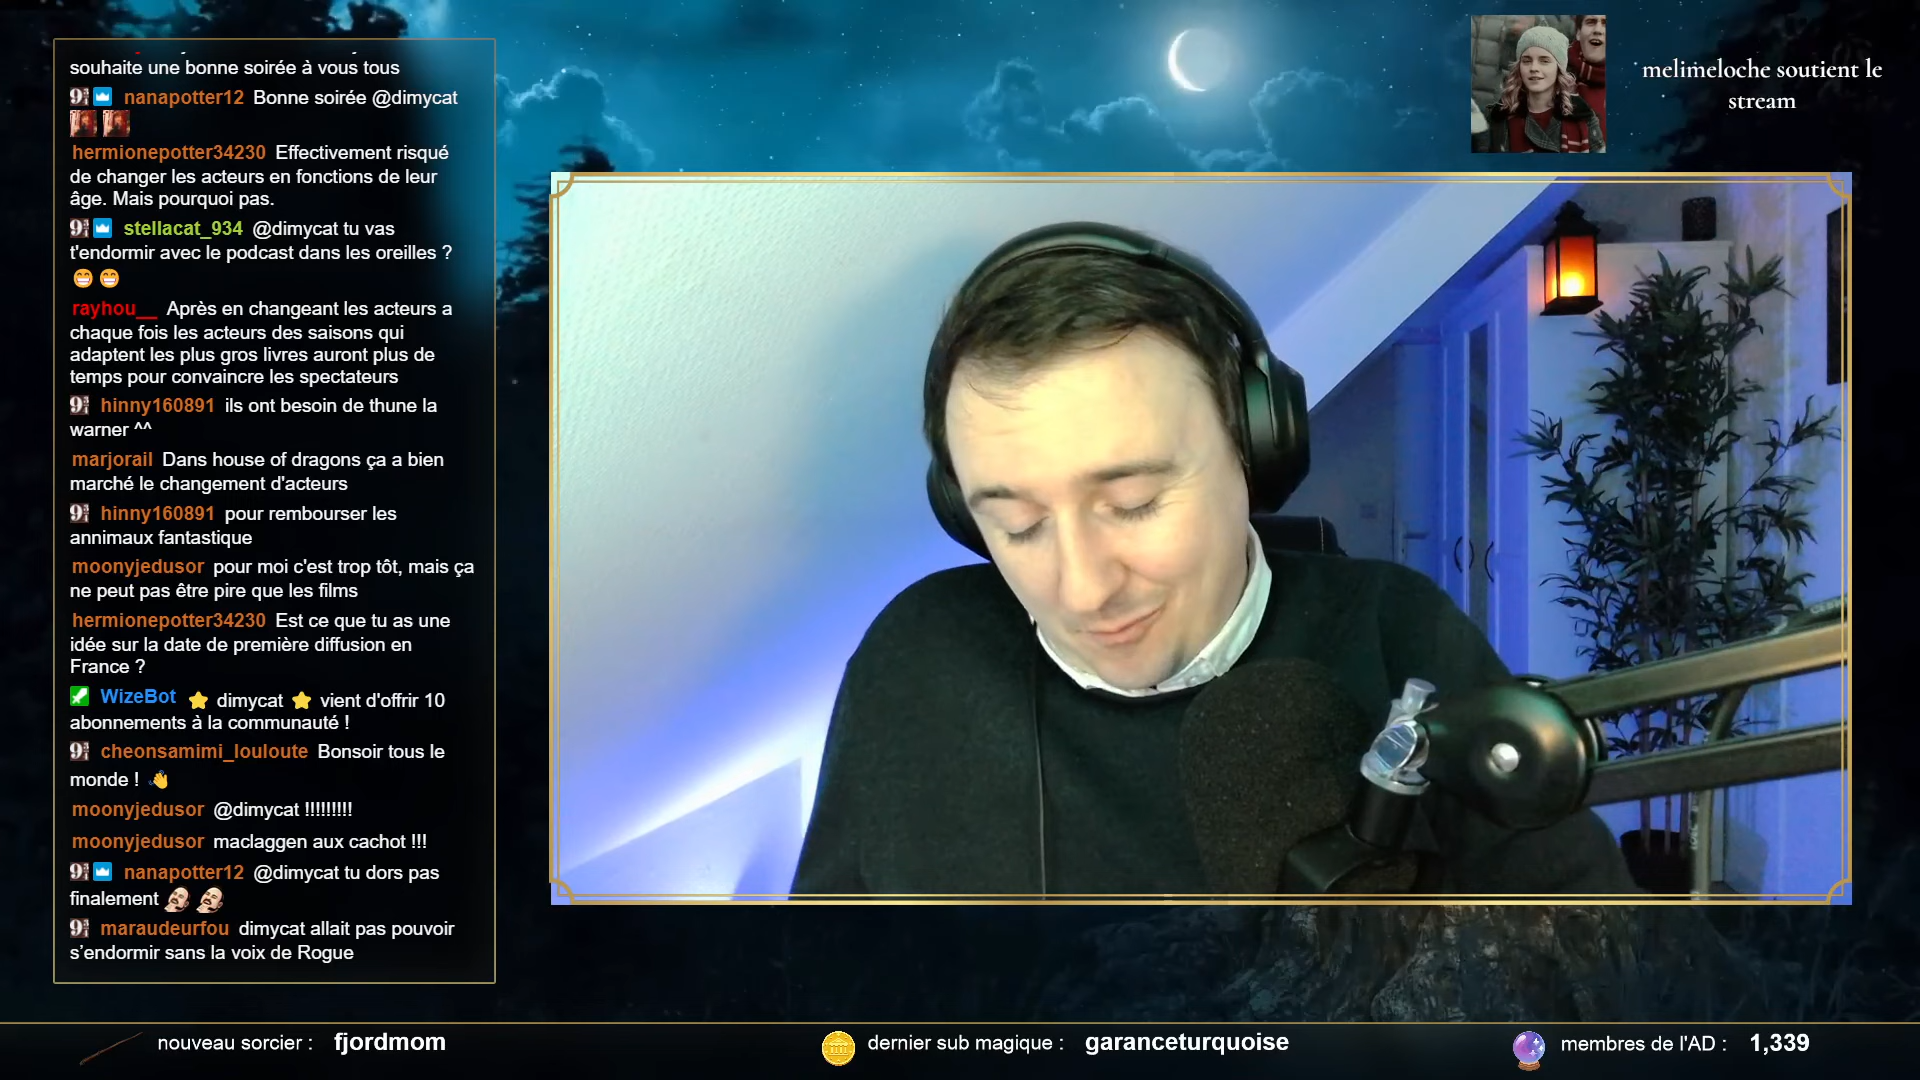 souhaite une bonne soirée à vous tous
nanapotter12 Bonne soirée @dimycat
hermionepotter34230 Effectivement risqué
de changer les acteurs en fonctions de leur
âge. Mais pourquoi pas.
stellacat_934 @dimycat tu vas
t'endormir avec le podcast dans les oreilles ?
rayhou__ Après en changeant les acteurs a
chaque fois les acteurs des saisons qui
adaptent les plus gros livres auront plus de
temps pour convaincre les spectateurs
hinny160891 ils ont besoin de thune la
warner ^^
marjorail Dans house of dragons ça a bien
marché le changement d'acteurs
hinny160891 pour rembourser les
annimaux fantastique
moonyjedusor pour moi c'est trop tôt, mais ça
ne peut pas être pire que les films
hermionepotter34230 Est ce que tu as une
idée sur la date de première diffusion en
France ?
WizeBot dimycat vient d'offrir 10
abonnements à la communauté !
cheonsamimi_louloute Bonsoir tous le
monde !
moonyjedusor @dimycat !!!!!!!!!
moonyjedusor maclaggen aux cachot !!!
nanapotter12 @dimycat tu dors pas
finalement
maraudeurfou dimycat allait pas pouvoir
s’endormir sans la voix de Rogue
melimeloche soutient le
stream
nouveau sorcier : fjordmom
dernier sub magique : garanceturquoise
membres de l'AD : 1,339